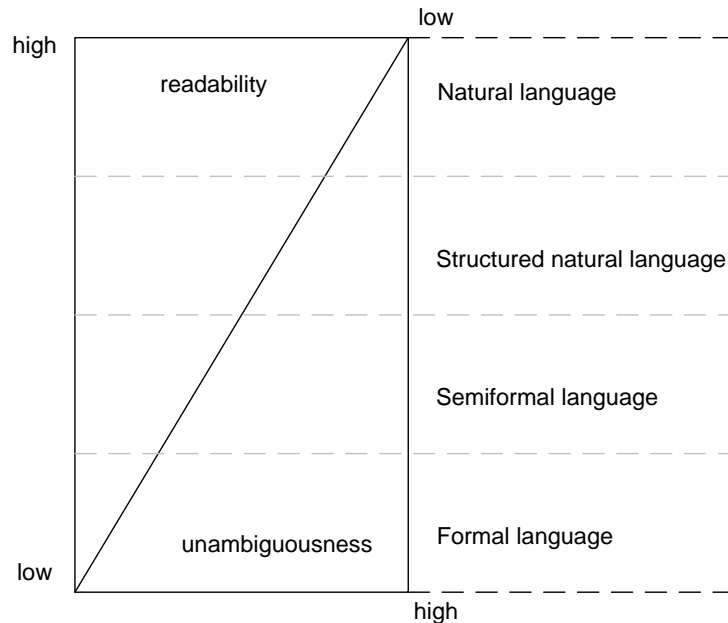 low
high
readability
Natural language
Structured natural language
Semiformal language
Formal language
unambiguousness
low
high